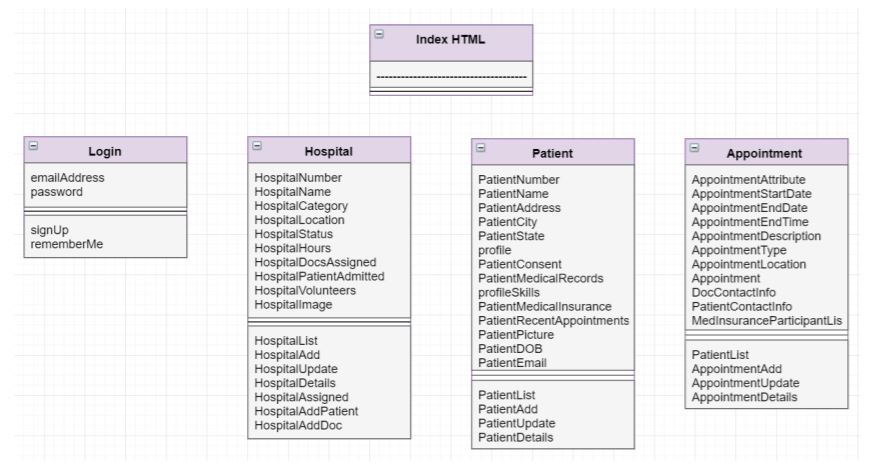 Index HTML
-------------------------------------
Login
emailAddress
password
signUp
rememberMe
Hospital
HospitalNumber
HospitalName
HospitalCategory
HospitalLocation
HospitalStatus
HospitalHours
HospitalDocsAssigned
HospitalPatientAdmitted
HospitalVolunteers
HospitalImage
HospitalList
HospitalAdd
HospitalUpdate
HospitalDetails
HospitalAssigned
HospitalAddPatient
HospitalAddDoc
Patient
PatientNumber
PatientName
PatientAddress
PatientCity
PatientState
profile
PatientConsent
PatientMedicalRecords
profileSkills
PatientMedicalInsurance
PatientRecentAppointments
PatientPicture
PatientDOB
PatientEmail
PatientList
PatientAdd
PatientUpdate
PatientDetails
Appointment
AppointmentAttribute
AppointmentStartDate
AppointmentEndDate
AppointmentEndTime
AppointmentDescription
AppointmentType
AppointmentLocation
Appointment
DocContactInfo
PatientContactInfo
MedInsuranceParticipantLis
PatientList
AppointmentAdd
AppointmentUpdate
AppointmentDetails